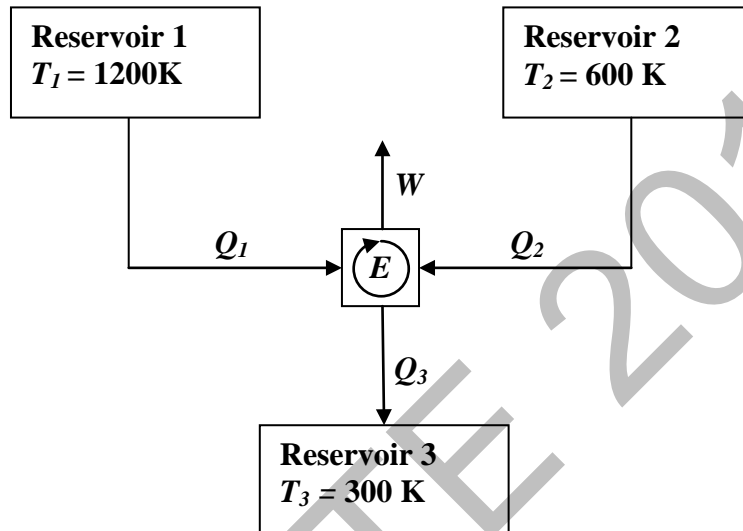 Reservoir 1
T₁ = 1200K
Reservoir 2
T₂ = 600 K
W
Q₁
E
Q₂
Q₃
Reservoir 3
T₃ = 300 K